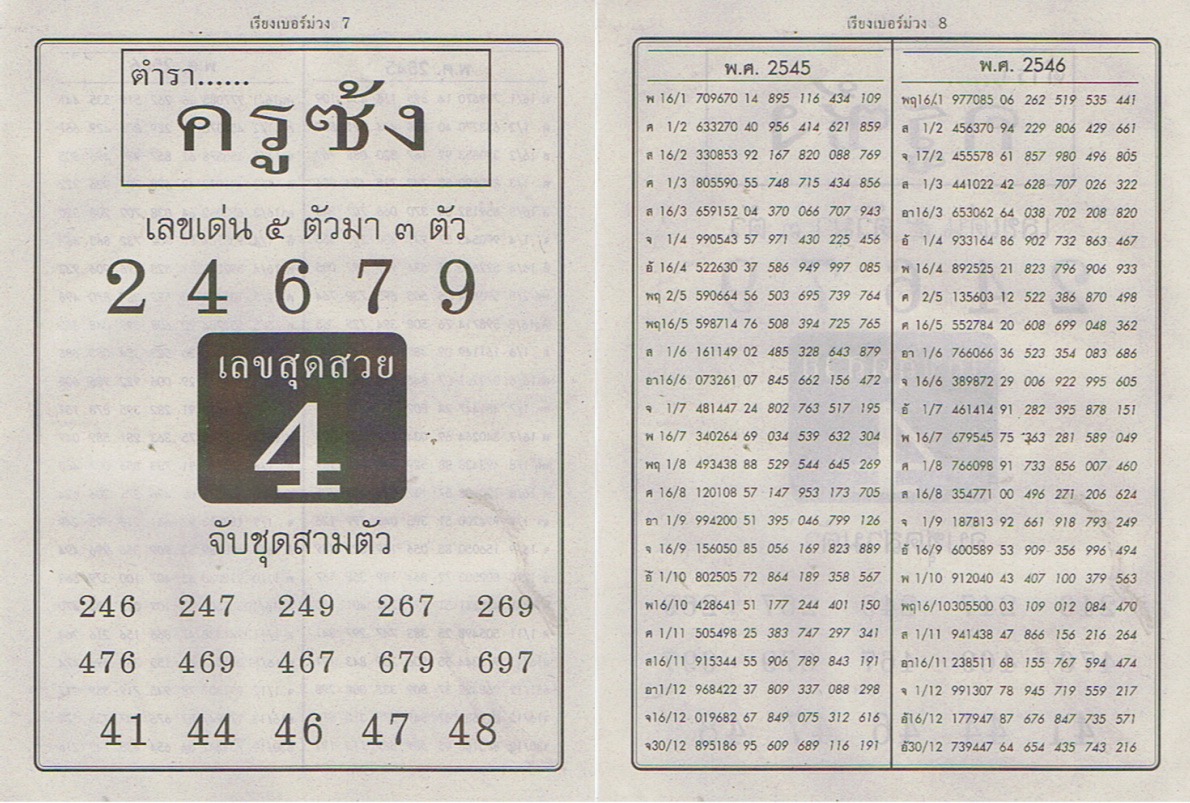 เรียงเบอร์ม่วง 7
ตำรา......
ครูซ้ง
เลขเด่น ๕ ตัวมา ๓ ตัว
2 4 6 7 9
เลขสุดสวย
4
จับชุดสามตัว
246 247 249 267 269
476 469 467 679 697
41 44 46 47 48
เรียงเบอร์ม่วง 8
พ.ศ. 2545
พ 16/1 709670 14 895 116 434 109
ศ 1/2 633270 40 956 414 621 859
ส 16/2 330853 92 167 820 088 769
ศ 1/3 805590 55 748 715 434 856
ส 16/3 659152 04 370 066 707 943
จ 1/4 990543 57 971 430 225 456
อ้ 16/4 522630 37 586 949 997 085
พฤ 2/5 590664 56 503 695 739 764
พฤ16/5 598714 76 508 394 725 765
ส 1/6 161149 02 485 328 643 879
อา16/6 073261 07 845 662 156 472
จ 1/7 481447 24 802 763 517 195
พ 16/7 340264 69 034 539 632 304
พฤ 1/8 493438 88 529 544 645 269
ศ 16/8 120108 57 147 953 173 705
อา 1/9 994200 51 395 046 799 126
จ 16/9 156050 85 056 169 823 889
อ้ 1/10 802505 72 864 189 358 567
พ16/10 428641 51 177 244 401 150
ศ 1/11 505498 25 383 747 297 341
ส16/11 915344 55 906 789 843 191
อา1/12 968422 37 809 337 088 298
จ16/12 019682 67 849 075 312 616
จ30/12 895186 95 609 689 116 191
พ.ศ. 2546
พฤ16/1 977085 06 262 519 535 441
ส 1/2 456370 94 229 806 429 661
จ 17/2 455578 61 857 980 496 805
ส 1/3 441022 42 628 707 026 322
อา16/3 653062 64 038 702 208 820
อ้ 1/4 933164 86 902 732 863 467
พ 16/4 892525 21 823 796 906 933
ศ 2/5 135603 12 522 386 870 498
ศ 16/5 552784 20 608 699 048 362
อา 1/6 766066 36 523 354 083 686
จ 16/6 389872 29 006 922 995 605
อ้ 1/7 461414 91 282 395 878 151
พ 16/7 679545 75 363 281 589 049
ศ 1/8 766098 91 733 856 007 460
ส 16/8 354771 00 496 271 206 624
จ 1/9 187813 92 661 918 793 249
อ้ 16/9 600589 53 909 356 996 494
พ 1/10 912040 43 407 100 379 563
พฤ16/10 305500 03 109 012 084 470
ส 1/11 941438 47 866 156 216 264
อา16/11 238511 68 155 767 594 474
จ 1/12 991307 78 945 719 559 217
อ้16/12 177947 87 676 847 735 571
อ้30/12 739447 64 654 435 743 216